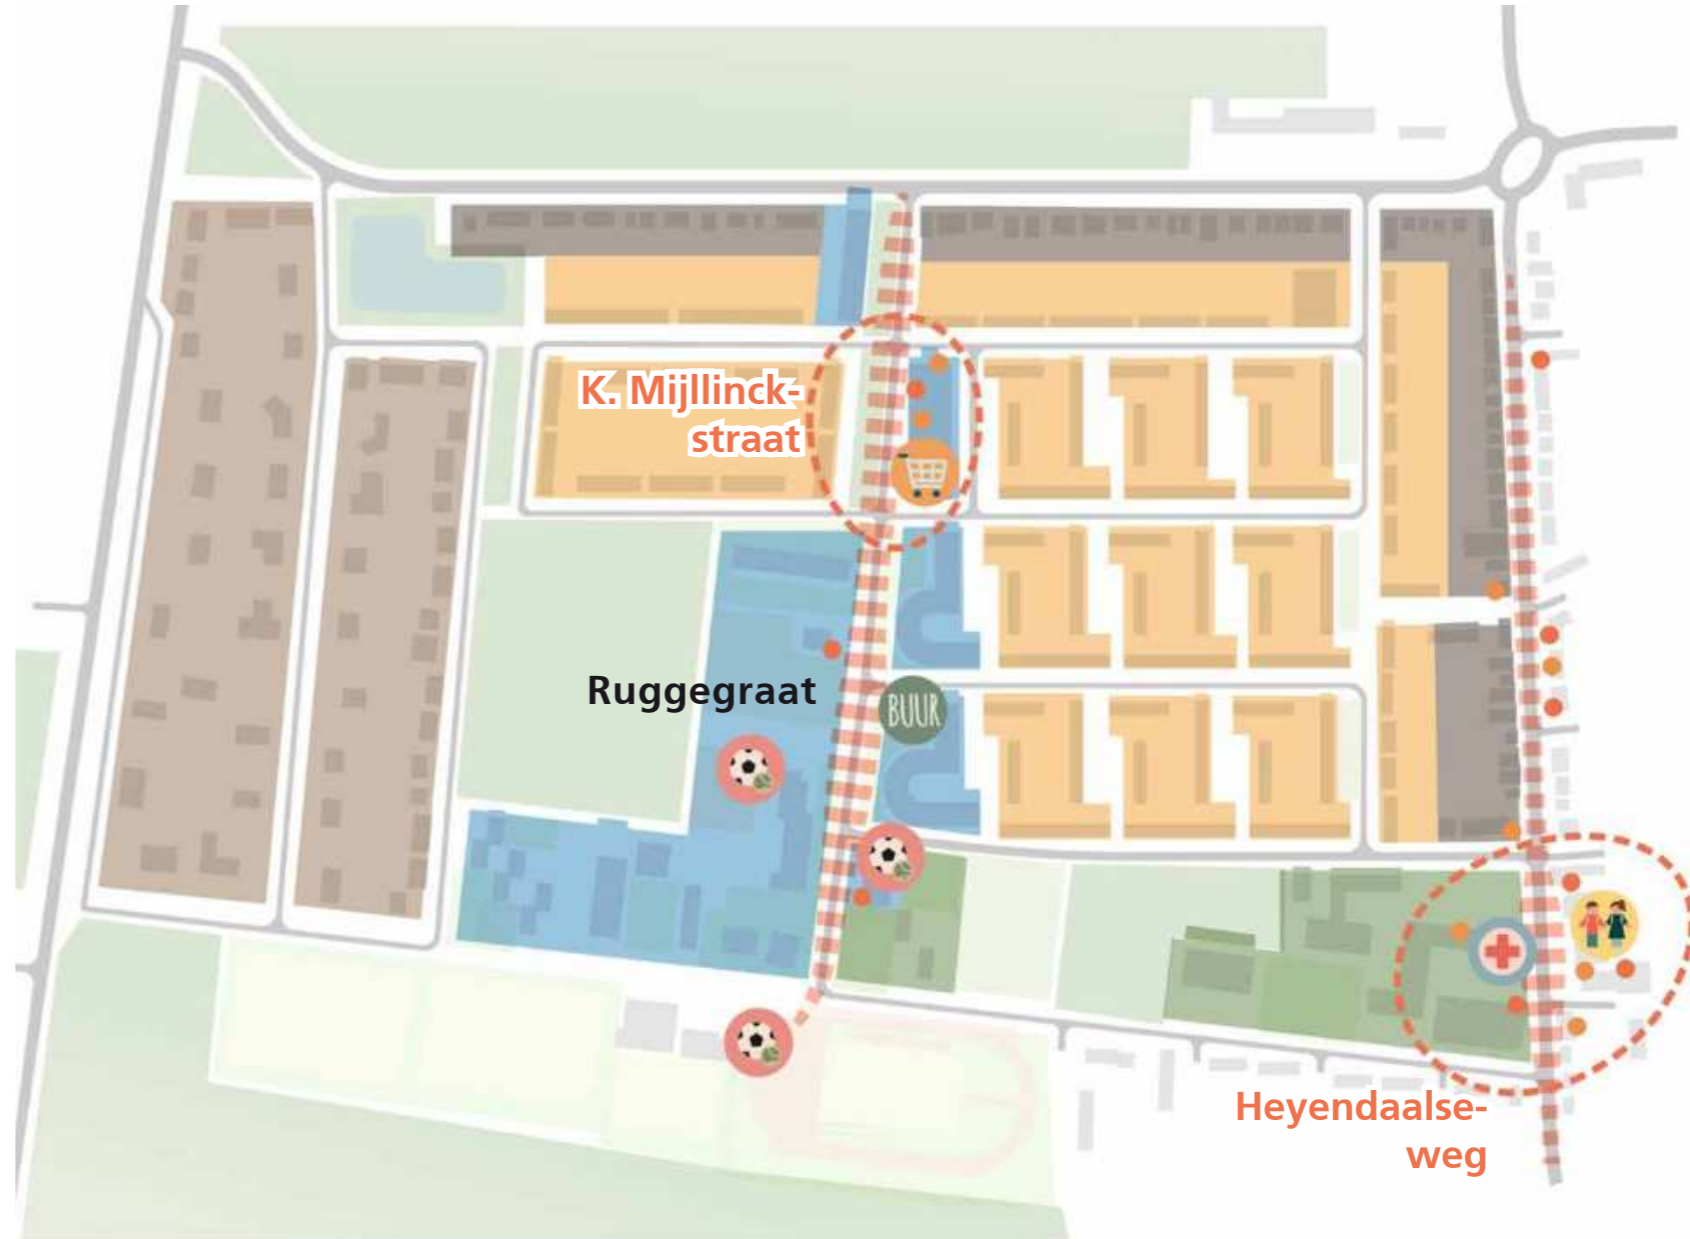 K. Mijllinck-
straat
Ruggegraat
BUUR
Heyendaalse-
weg